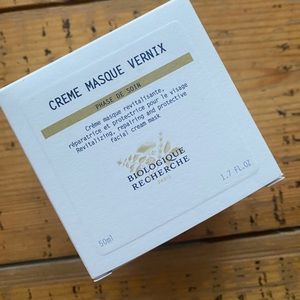 CREME MASQUE VERNIX
PHASE DE SOIN
Crème masque revitalisante,
réparatrice et protectrice pour le visage
Revitalizing, repairing and protective
facial cream mask
BIOLOGIQUE
RECHERCHE
PARIS
50ml
1.7 FL.OZ